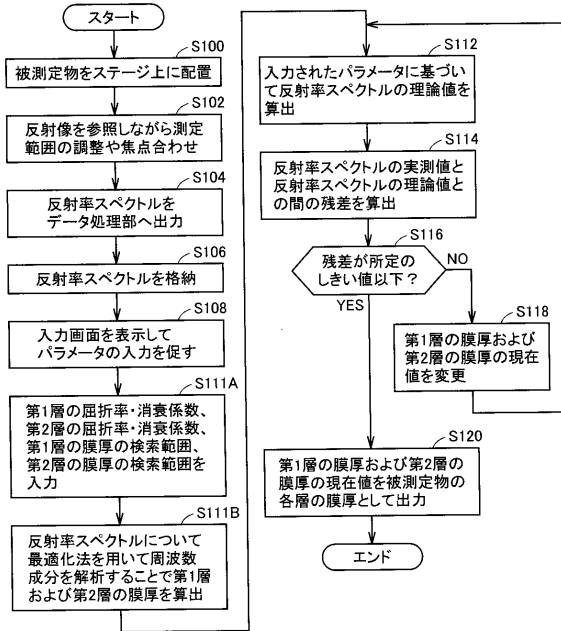 スタート
S100
被測定物をステージ上に配置
S102
反射像を参照しながら測定
範囲の調整や焦点合わせ
S104
反射率スペクトルを
データ処理部へ出力
S106
反射率スペクトルを格納
S108
入力画面を表示して
パラメータの入力を促す
S111A
第1層の屈折率・消衰係数、
第2層の屈折率・消衰係数、
第1層の膜厚の検索範囲、
第2層の膜厚の検索範囲を
入力
S111B
反射率スペクトルについて
最適化法を用いて周波数
成分を解析することで第1層
および第2層の膜厚を算出
S112
入力されたパラメータに基づい
て反射率スペクトルの理論値を
算出
S114
反射率スペクトルの実測値と
反射率スペクトルの理論値と
の間の残差を算出
S116
残差が所定の
しきい値以下?
NO
YES
S118
第1層の膜厚および
第2層の膜厚の現在
値を変更
S120
第1層の膜厚および第2層の
膜厚の現在値を被測定物の
各層の膜厚として出力
エンド